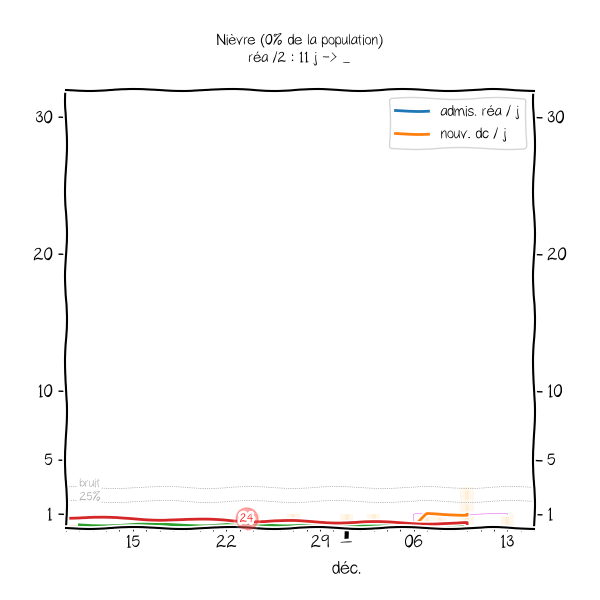 Nièvre (0% de la population)
réa /2 : 11 j -> _
admis. réa / j
nouv. dc / j
30
30
20
20
10
10
5
5
bruit
25%
1
24
1
15 22 29 _ 06 13
déc.